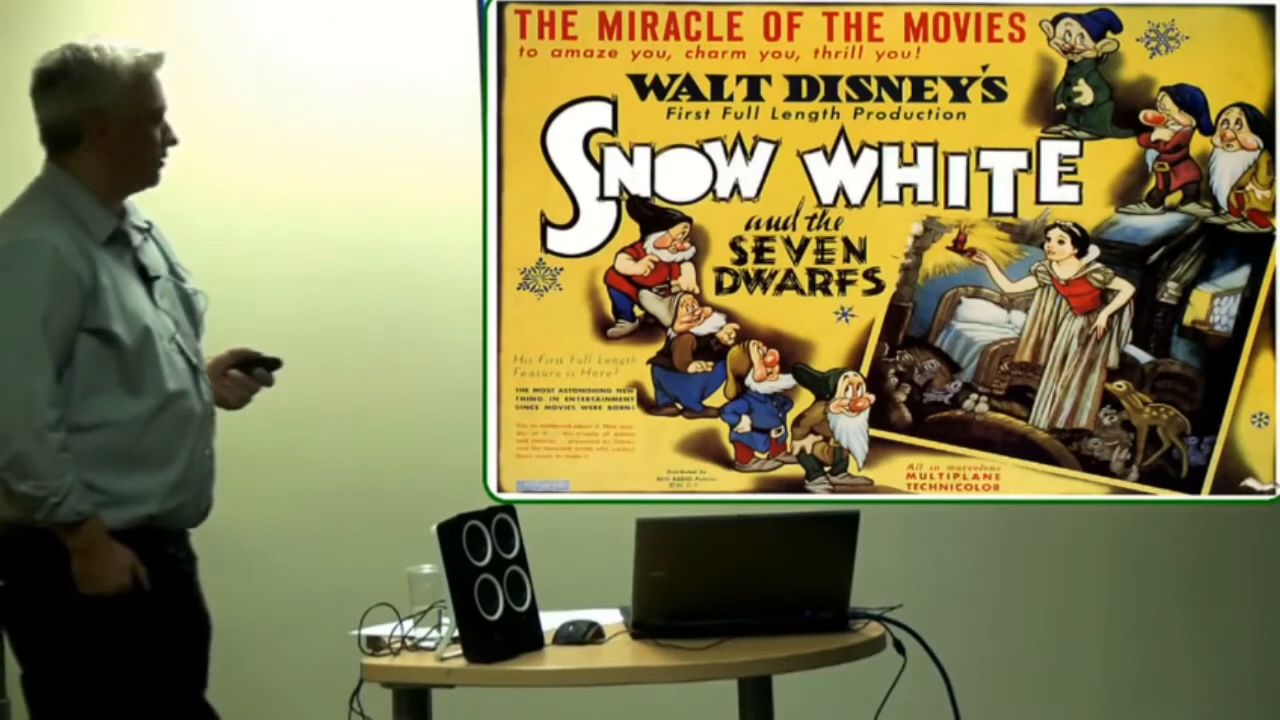 THE MIRACLE OF THE MOVIES
to amaze you, charm you, thrill you!
WALT DISNEY'S
First Full Length Production
SNOW WHITE
and the
SEVEN
DWARFS
His First Full Length
Feature is Here!
THE MOST ASTONISHING NEW
THING IN ENTERTAINMENT
SINCE MOVIES WERE BORN!
Distributed by
All in marvelous
MULTIPLANE
TECHNICOLOR